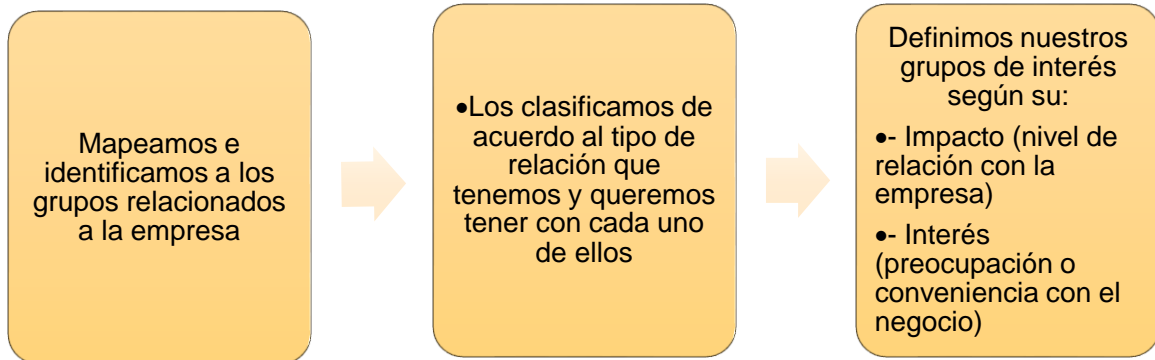 Mapeamos e
identificamos a los
grupos relacionados
a la empresa
•Los clasificamos de
acuerdo al tipo de
relación que
tenemos y queremos
tener con cada uno
de ellos
Definimos nuestros
grupos de interés
según su:
•- Impacto (nivel de
relación con la
empresa)
•- Interés
(preocupación o
conveniencia con el
negocio)